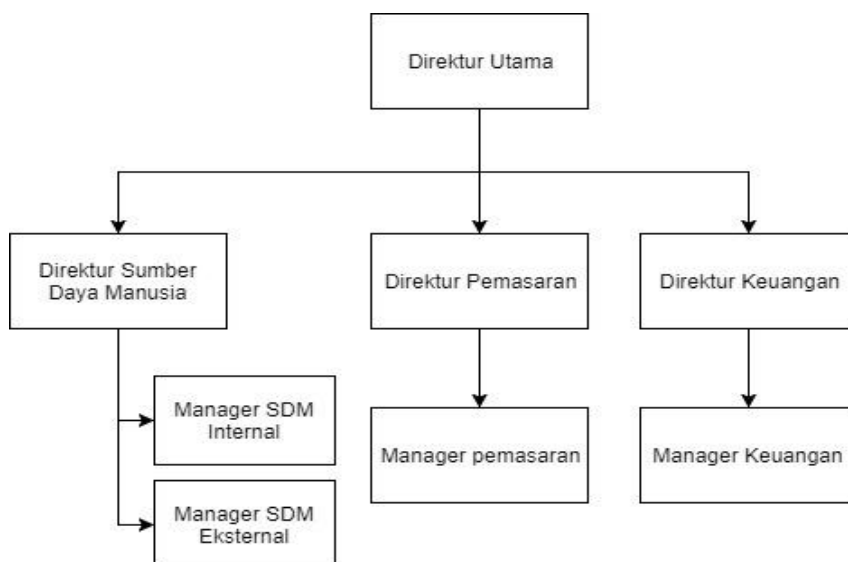 Direktur Utama
Direktur Sumber
Daya Manusia
Direktur Pemasaran
Direktur Keuangan
Manager SDM
Internal
Manager pemasaran
Manager Keuangan
Manager SDM
Eksternal